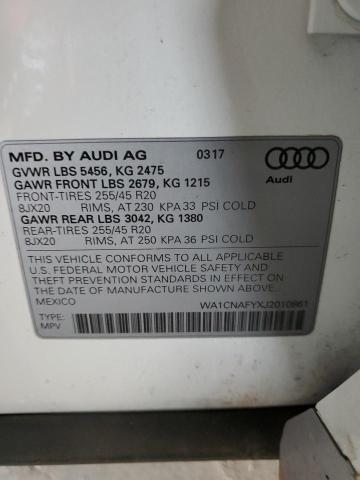 MFD. BY AUDI AG 0317
GVWR LBS 5456, KG 2475
GAWR FRONT LBS 2679, KG 1215
FRONT-TIRES 255/45 R20
8JX20 RIMS, AT 230 KPA 33 PSI COLD
GAWR REAR LBS 3042, KG 1380
REAR-TIRES 255/45 R20
8JX20 RIMS, AT 250 KPA 36 PSI COLD
Audi
THIS VEHICLE CONFORMS TO ALL APPLICABLE
U.S. FEDERAL MOTOR VEHICLE SAFETY AND
THEFT PREVENTION STANDARDS IN EFFECT ON
THE DATE OF MANUFACTURE SHOWN ABOVE.
MEXICO WA1CNAFYXJ2010861
TYPE:
MPV